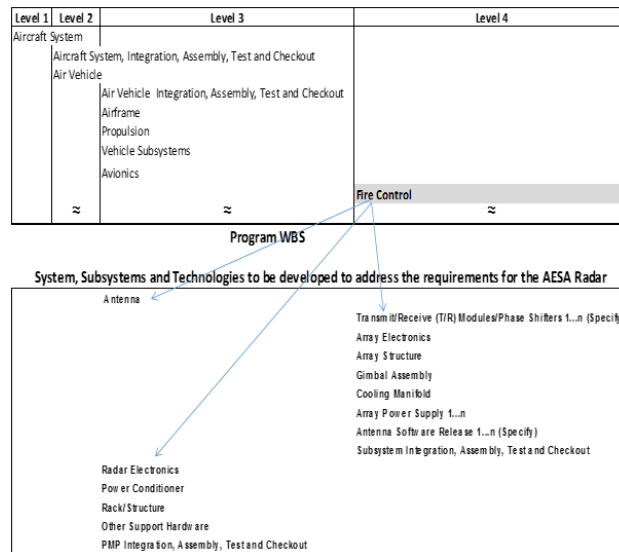 Level 1 Level 2 Level 3 Level 4
Aircraft System
Aircraft System, Integration, Assembly, Test and Checkout
Air Vehicle
Air Vehicle Integration, Assembly, Test and Checkout
Airframe
Propulsion
Vehicle Subsystems
Avionics
Fire Control
≈ ≈ ≈
Program WBS
System, Subsystems and Technologies to be developed to address the requirements for the AESA Radar
Antenna
Transmit/Receive (T/R) Modules/Phase Shifters 1...n (Specify
Array Electronics
Array Structure
Gimbal Assembly
Cooling Manifold
Array Power Supply 1...n
Antenna Software Release 1...n (Specify)
Subsystem Integration, Assembly, Test and Checkout
Radar Electronics
Power Conditioner
Rack/Structure
Other Support Hardware
PMP Integration, Assembly, Test and Checkout